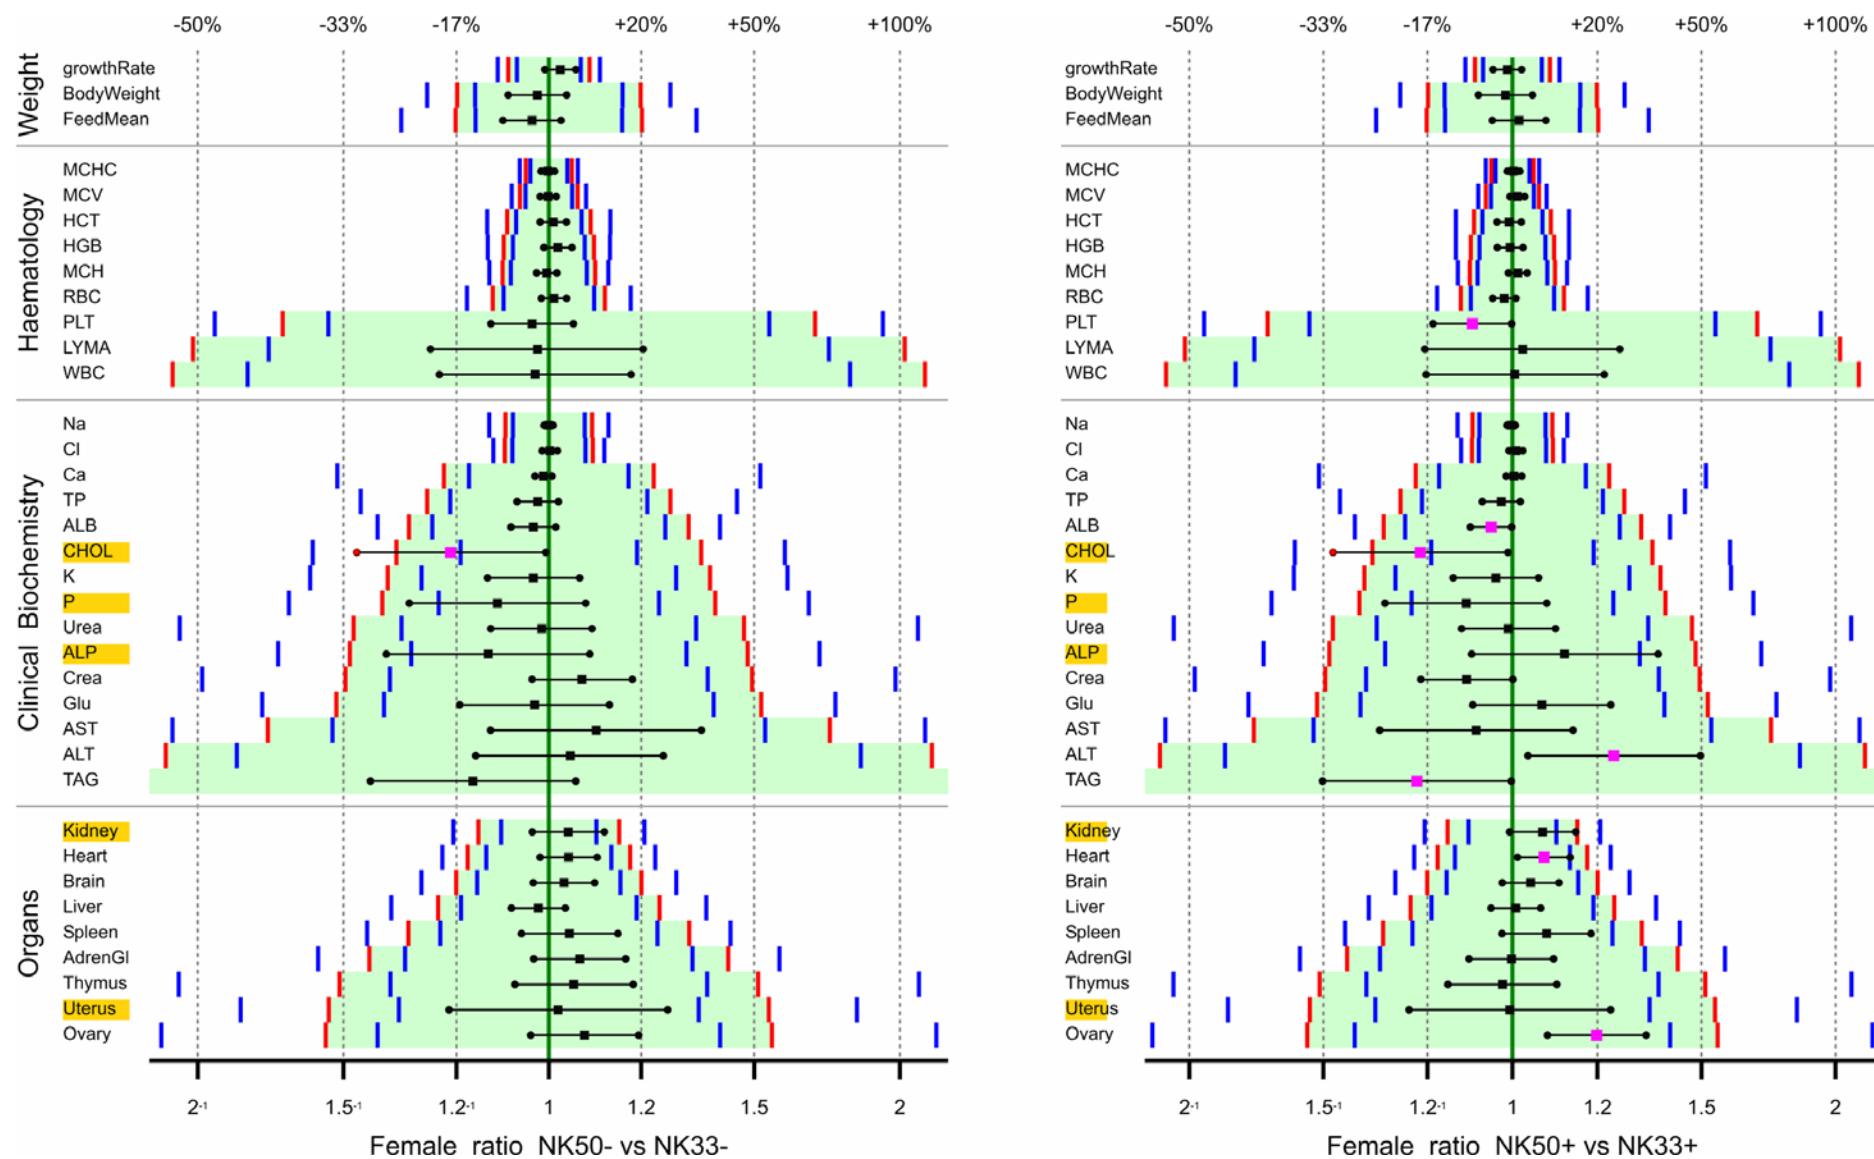 -50% -33% -17% +20% +50% +100%
Weight
growthRate
BodyWeight
FeedMean
Haematology
MCHC
MCV
HCT
HGB
MCH
RBC
PLT
LYMA
WBC
Clinical Biochemistry
Na
Cl
Ca
TP
ALB
CHOL
K
P
Urea
ALP
Crea
Glu
AST
ALT
TAG
Organs
Kidney
Heart
Brain
Liver
Spleen
AdrenGl
Thymus
Uterus
Ovary
2-1 1.5-1 1.2-1 1 1.2 1.5 2
Female ratio NK50- vs NK33-
-50% -33% -17% +20% +50% +100%
growthRate
BodyWeight
FeedMean
MCHC
MCV
HCT
HGB
MCH
RBC
PLT
LYMA
WBC
Na
Cl
Ca
TP
ALB
CHOL
K
P
Urea
ALP
Crea
Glu
AST
ALT
TAG
Kidney
Heart
Brain
Liver
Spleen
AdrenGl
Thymus
Uterus
Ovary
2-1 1.5-1 1.2-1 1 1.2 1.5 2
Female ratio NK50+ vs NK33+